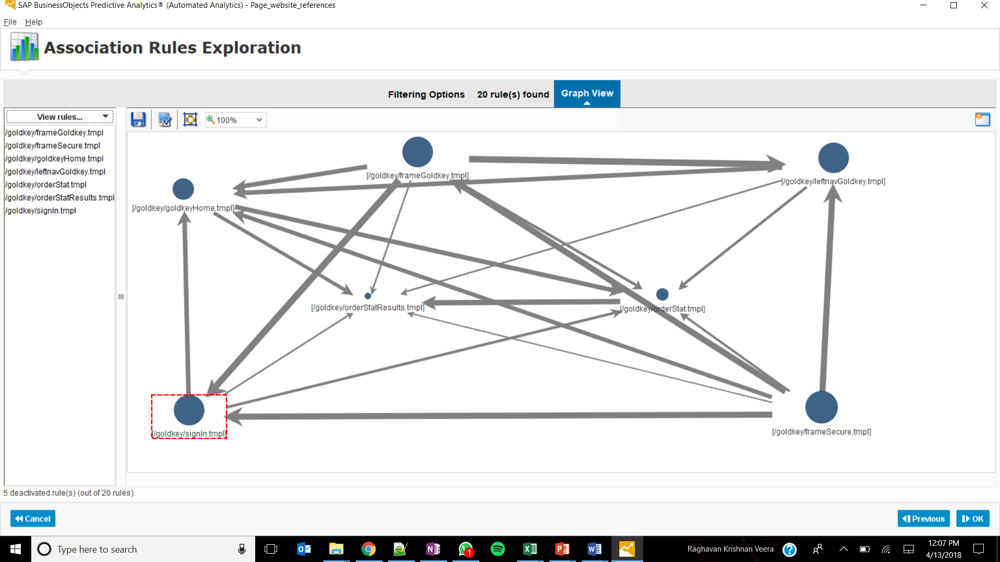 SAP BusinessObjects Predictive Analytics® (Automated Analytics) - Page_website_references
File Help
Association Rules Exploration
Filtering Options 20 rule(s) found Graph View
View rules...
100%
/goldkey/frameGoldkey.tmpl
/goldkey/frameSecure.tmpl
/goldkey/goldkeyHome.tmpl
/goldkey/leftnavGoldkey.tmpl
/goldkey/orderStat.tmpl
/goldkey/orderStatResults.tmpl
/goldkey/signIn.tmpl
[/goldkey/frameGoldkey.tmpl]
[/goldkey/leftnavGoldkey.tmpl]
[/goldkey/goldkeyHome.tmpl]
[/goldkey/orderStatResults.tmpl]
[/goldkey/orderStat.tmpl]
[/goldkey/signIn.tmpl]
[/goldkey/frameSecure.tmpl]
5 deactivated rule(s) (out of 20 rules).
Cancel
Previous
OK
Type here to search
1
Raghavan Krishnan Veera
12:07 PM
4/13/2018